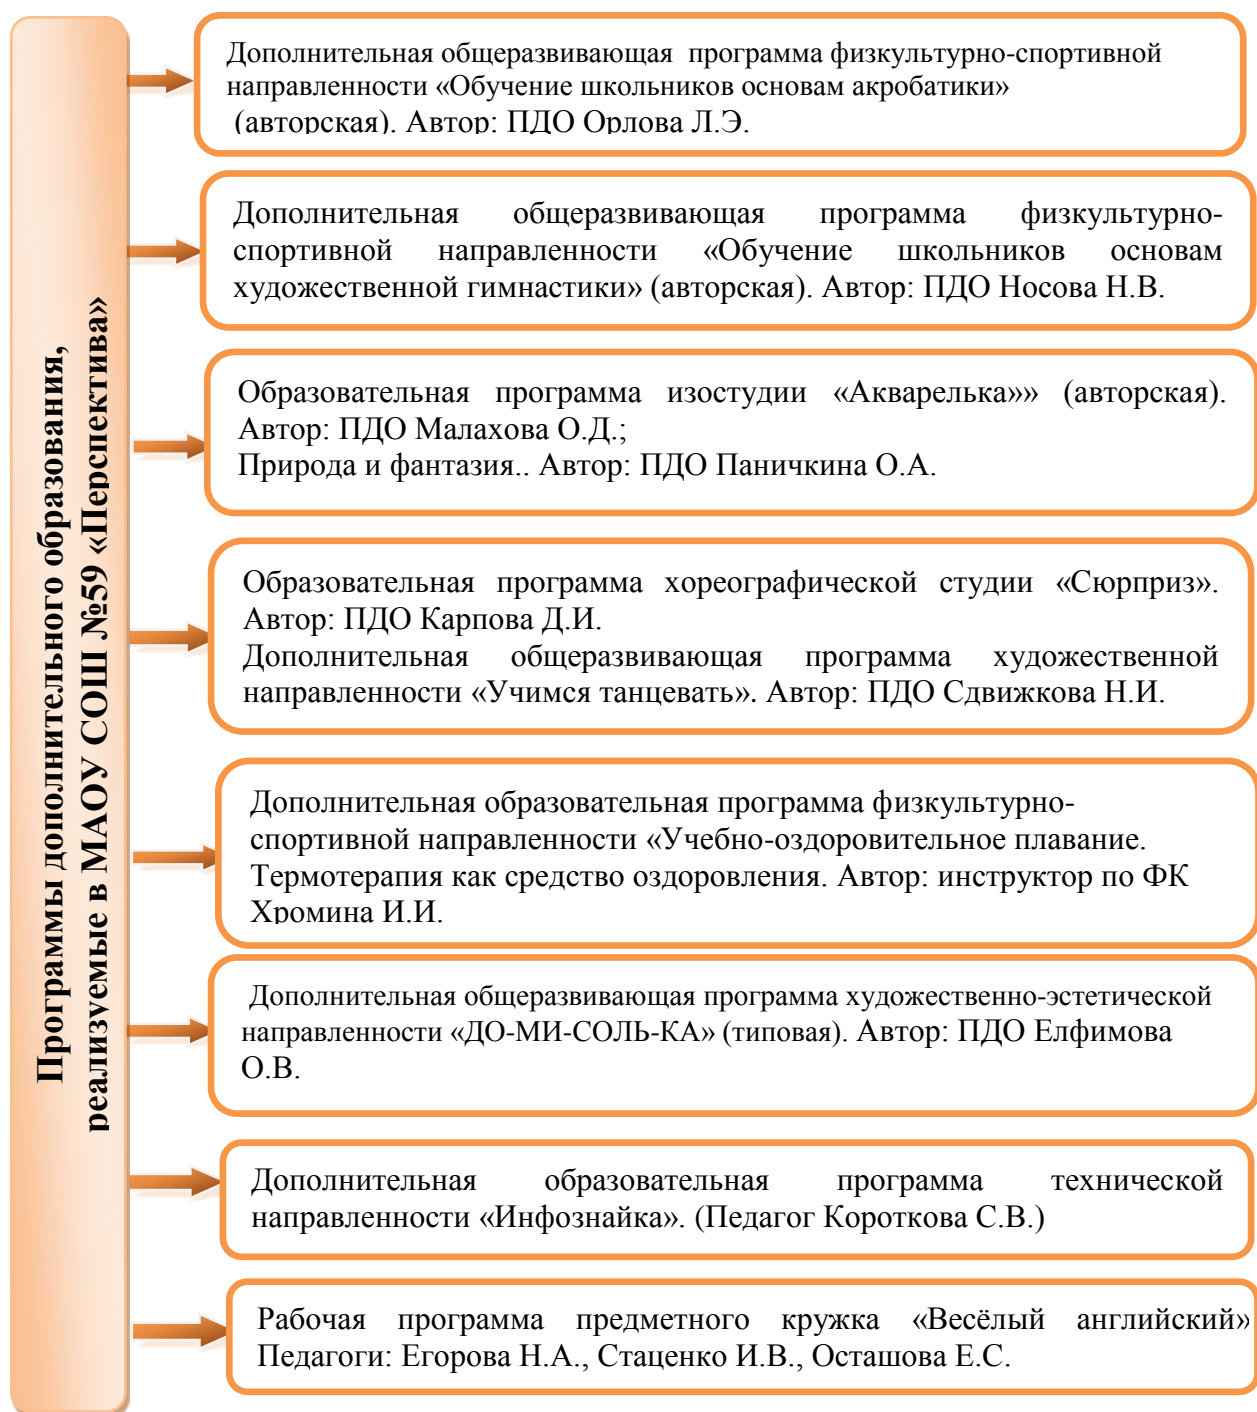 Программы дополнительного образования,
реализуемые в МАОУ СОШ №59 «Перспектива»
Дополнительная общеразвивающая программа физкультурно-спортивной
направленности «Обучение школьников основам акробатики»
(авторская). Автор: ПДО Орлова Л.Э.
Дополнительная общеразвивающая программа физкультурно-
спортивной направленности «Обучение школьников основам
художественной гимнастики» (авторская). Автор: ПДО Носова Н.В.
Образовательная программа изостудии «Акварелька»» (авторская).
Автор: ПДО Малахова О.Д.;
Природа и фантазия.. Автор: ПДО Паничкина О.А.
Образовательная программа хореографической студии «Сюрприз».
Автор: ПДО Карпова Д.И.
Дополнительная общеразвивающая программа художественной
направленности «Учимся танцевать». Автор: ПДО Сдвижкова Н.И.
Дополнительная образовательная программа физкультурно-
спортивной направленности «Учебно-оздоровительное плавание.
Термотерапия как средство оздоровления. Автор: инструктор по ФК
Хромина И.И.
Дополнительная общеразвивающая программа художественно-эстетической
направленности «ДО-МИ-СОЛЬ-КА» (типовая). Автор: ПДО Елфимова
О.В.
Дополнительная образовательная программа технической
направленности «Инфознайка». (Педагог Короткова С.В.)
Рабочая программа предметного кружка «Весёлый английский»
Педагоги: Егорова Н.А., Стаценко И.В., Осташова Е.С.